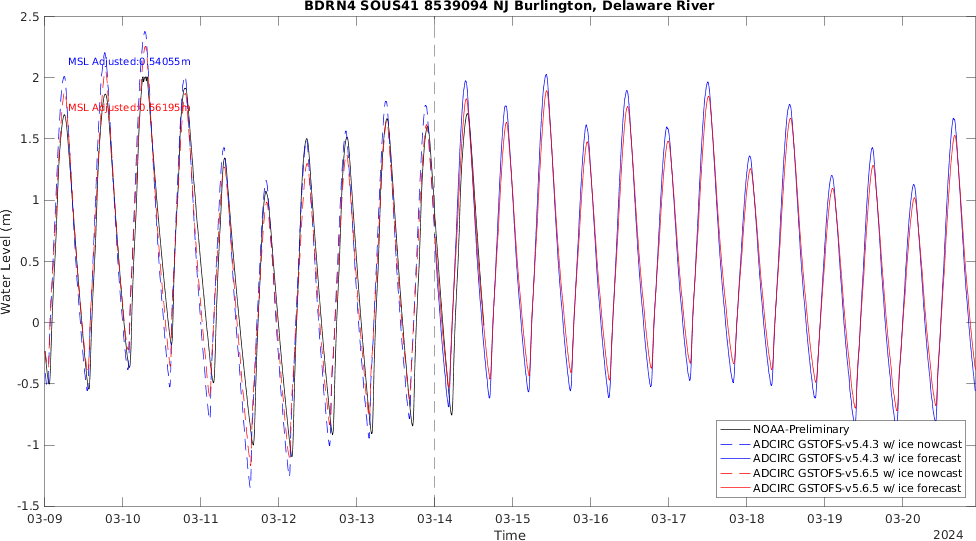 BDRN4 SOUS41 8539094 NJ Burlington, Delaware River
2.5
2
1.5
1
0.5
0
-0.5
-1
-1.5
Water Level (m)
MSL Adjusted:0.54055m
MSL Adjusted:0.56195m
NOAA-Preliminary
ADCIRC GSTOFS-v5.4.3 w/ ice nowcast
ADCIRC GSTOFS-v5.4.3 w/ ice forecast
ADCIRC GSTOFS-v5.6.5 w/ ice nowcast
ADCIRC GSTOFS-v5.6.5 w/ ice forecast
03-09 03-10 03-11 03-12 03-13 03-14 03-15 03-16 03-17 03-18 03-19 03-20
Time
2024